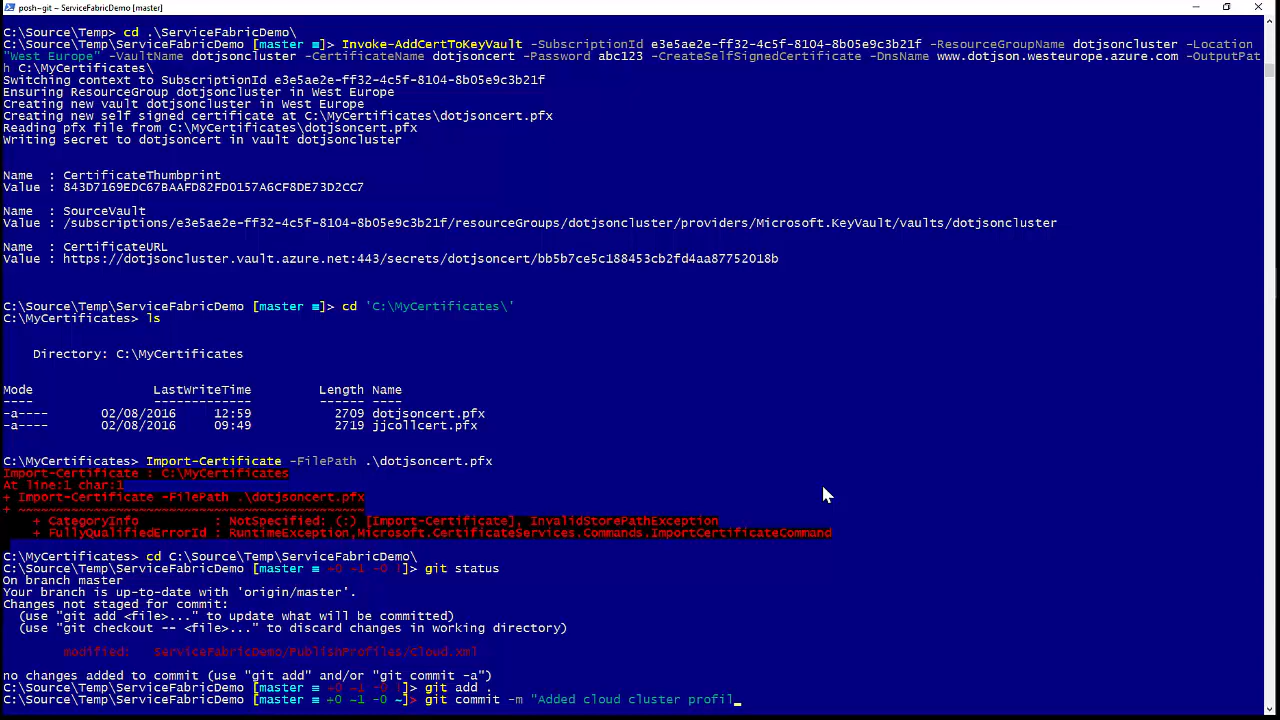 posh~git ~ ServiceFabricDemo [master]
C:\Source\Temp> cd .\ServiceFabricDemo\
C:\Source\Temp\ServiceFabricDemo [master ≡]> Invoke-AddCertToKeyVault -SubscriptionId e3e5ae2e-ff32-4c5f-8104-8b05e9c3b21f -ResourceGroupName dotjsoncluster -Location
"West Europe" -VaultName dotjsoncluster -CertificateName dotjsoncert -Password abc123 -CreateSelfSignedCertificate -DnsName www.dotjson.westeurope.azure.com -OutputPat
h C:\MyCertificates\
Switching context to SubscriptionId e3e5ae2e-ff32-4c5f-8104-8b05e9c3b21f
Ensuring ResourceGroup dotjsoncluster in West Europe
Creating new vault dotjsoncluster in West Europe
Creating new self signed certificate at C:\MyCertificates\dotjsoncert.pfx
Reading pfx file from C:\MyCertificates\dotjsoncert.pfx
Writing secret to dotjsoncert in vault dotjsoncluster
Name  : CertificateThumbprint
Value : 843D7169EDC67BAAFD82FD0157A6CF8DE73D2CC7
Name  : SourceVault
Value : /subscriptions/e3e5ae2e-ff32-4c5f-8104-8b05e9c3b21f/resourceGroups/dotjsoncluster/providers/Microsoft.KeyVault/vaults/dotjsoncluster
Name  : CertificateURL
Value : https://dotjsoncluster.vault.azure.net:443/secrets/dotjsoncert/bb5b7ce5c188453cb2fd4aa87752018b
C:\Source\Temp\ServiceFabricDemo [master ≡]> cd 'C:\MyCertificates\'
C:\MyCertificates> ls
Directory: C:\MyCertificates
Mode                LastWriteTime         Length Name
----                -------------         ------ ----
-a----       02/08/2016     12:59           2709 dotjsoncert.pfx
-a----       02/08/2016     09:49           2719 jjcollcert.pfx
C:\MyCertificates> Import-Certificate -FilePath .\dotjsoncert.pfx
Import-Certificate : C:\MyCertificates
At line:1 char:1
+ Import-Certificate -FilePath .\dotjsoncert.pfx
+ ~~~~~~~~~~~~~~~~~~~~~~~~~~~~~~~~~~~~~~~~~~~~~~
+ CategoryInfo          : NotSpecified: (:) [Import-Certificate], InvalidStorePathException
+ FullyQualifiedErrorId : RuntimeException,Microsoft.CertificateServices.Commands.ImportCertificateCommand
C:\MyCertificates> cd C:\Source\Temp\ServiceFabricDemo\
C:\Source\Temp\ServiceFabricDemo [master ≡ +0 ~1 -0 !]> git status
On branch master
Your branch is up-to-date with 'origin/master'.
Changes not staged for commit:
(use "git add <file>..." to update what will be committed)
(use "git checkout -- <file>..." to discard changes in working directory)
modified:   ServiceFabricDemo/PublishProfiles/Cloud.xml
no changes added to commit (use "git add" and/or "git commit -a")
C:\Source\Temp\ServiceFabricDemo [master ≡ +0 ~1 -0 !]> git add .
C:\Source\Temp\ServiceFabricDemo [master ≡ +0 ~1 -0 ~]> git commit -m "Added cloud cluster profil_